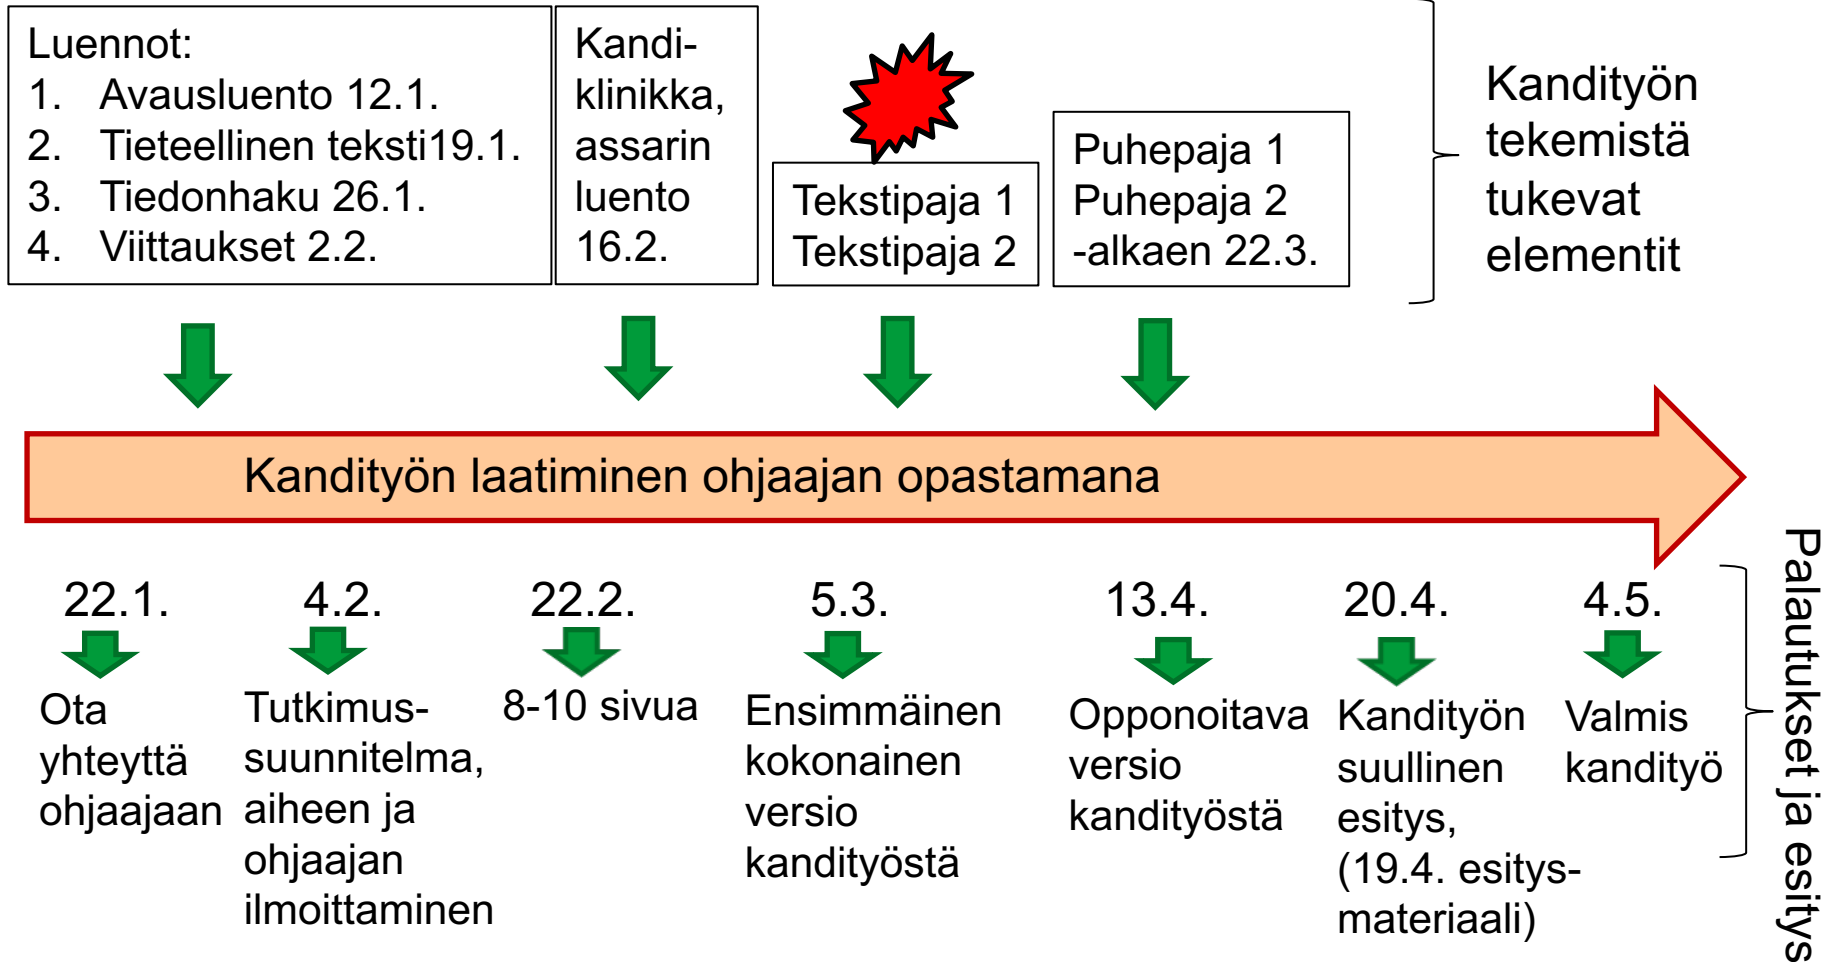 Luennot:
1. Avausluento 12.1.
2. Tieteellinen teksti19.1.
3. Tiedonhaku 26.1.
4. Viittaukset 2.2.
Kandi-
klinikka,
assarin
luento
16.2.
Tekstipaja 1
Tekstipaja 2
Puhepaja 1
Puhepaja 2
-alkaen 22.3.
Kandityön
tekemistä
tukevat
elementit
Kandityön laatiminen ohjaajan opastamana
22.1.
Ota
yhteyttä
ohjaajaan
4.2.
Tutkimus-
suunnitelma,
aiheen ja
ohjaajan
ilmoittaminen
22.2.
8-10 sivua
5.3.
Ensimmäinen
kokonainen
versio
kandityöstä
13.4.
Opponoitava
versio
kandityöstä
20.4.
Kandityön
suullinen
esitys,
(19.4. esitys-
materiaali)
4.5.
Valmis
kandityö
Palautukset ja esitys